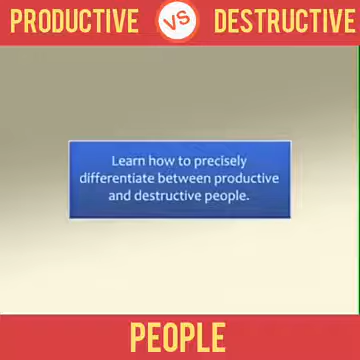 PRODUCTIVE VS DESTRUCTIVE
Learn how to precisely
differentiate between productive
and destructive people.
PEOPLE